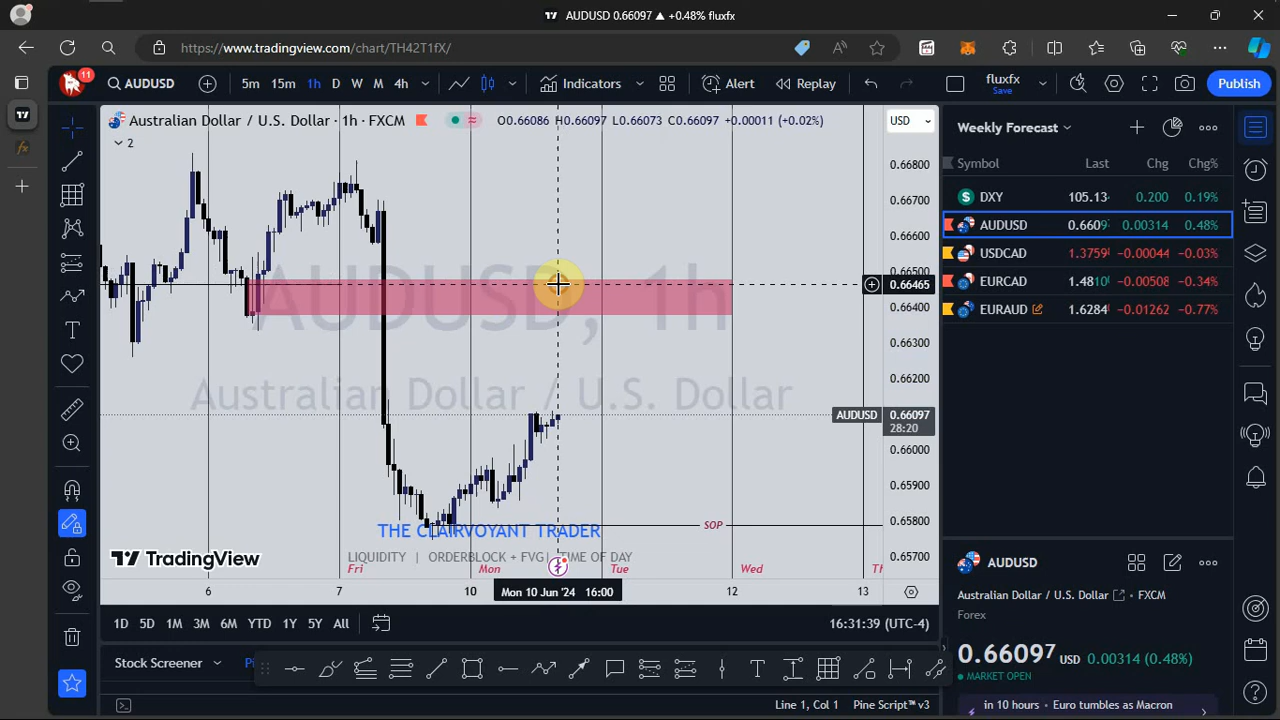 AUDUSD 0.66097 ▲ +0.48% fluxfx
https://www.tradingview.com/chart/TH42T1fX/
11
AUDUSD
5m 15m 1h D W M 4h
Indicators
Alert
Replay
fluxfx
Save
Publish
Australian Dollar / U.S. Dollar · 1h · FXCM
O0.66086 H0.66097 L0.66073 C0.66097 +0.00011 (+0.02%)
USD
2
AUDUSD, 1h
Australian Dollar / U.S. Dollar
0.66800
0.66700
0.66600
0.66500
0.66465
0.66400
0.66300
0.66200
AUDUSD 0.66097
28:20
0.66000
0.65900
0.65800
0.65700
SOP
THE CLAIRVOYANT TRADER
LIQUIDITY | ORDERBLOCK + FVG| TIME OF DAY
TradingView
Fri Mon Tue Wed Th
6 7 10 Mon 10 Jun '24 16:00 12 13
1D 5D 1M 3M 6M YTD 1Y 5Y All
16:31:39 (UTC-4)
Stock Screener
Pi
Line 1, Col 1 Pine Script™ v3
Weekly Forecast
Symbol Last Chg Chg%
DXY 105.13 0.200 0.19%
AUDUSD 0.6609 0.00314 0.48%
USDCAD 1.3759 −0.00044 −0.03%
EURCAD 1.4810 −0.00508 −0.34%
EURAUD 1.6284 −0.01262 −0.77%
AUDUSD
Australian Dollar / U.S. Dollar FXCM
Forex
0.66097 USD 0.00314 (0.48%)
MARKET OPEN
in 10 hours · Euro tumbles as Macron